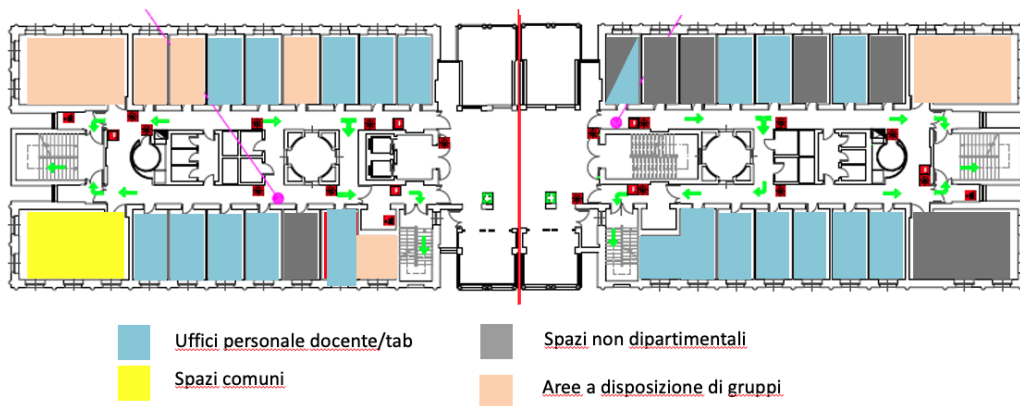 Uffici personale docente/tab
Spazi non dipartimentali
Spazi comuni
Aree a disposizione di gruppi